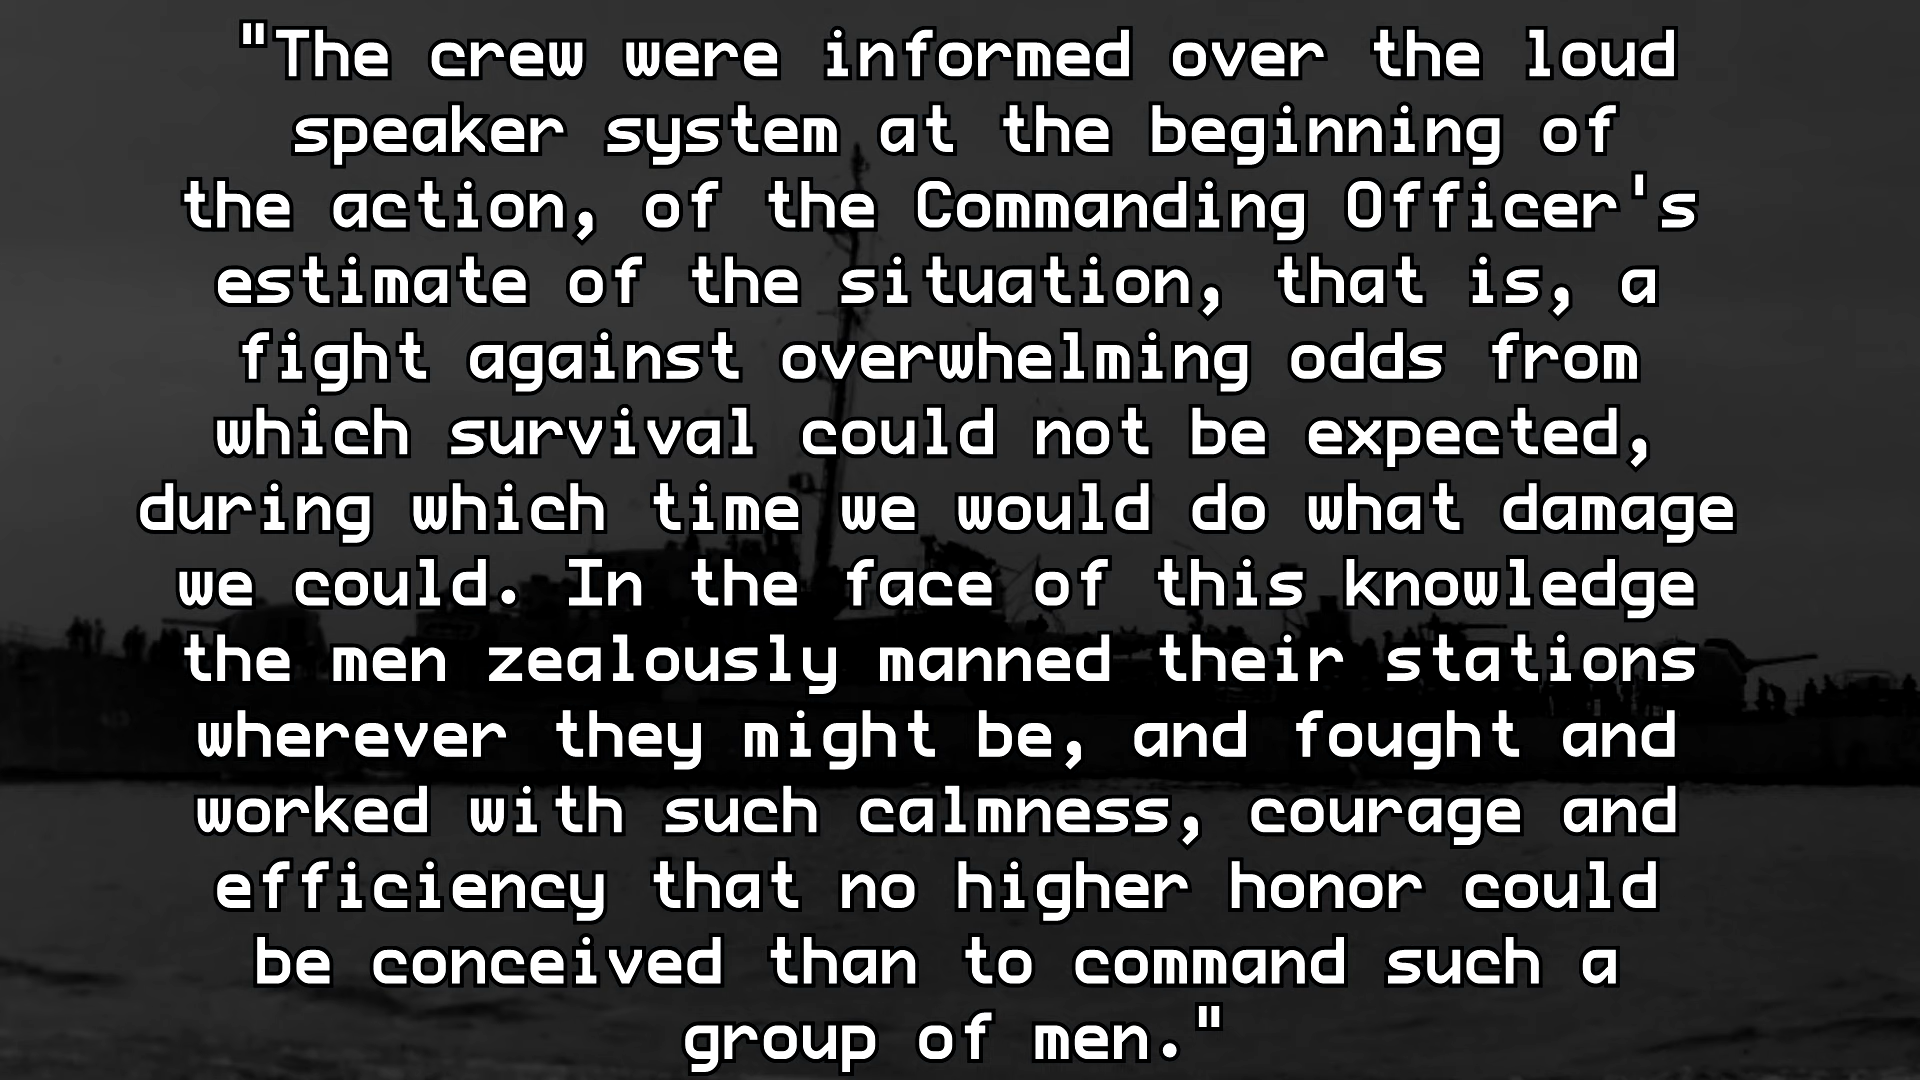 "The crew were informed over the loud
speaker system at the beginning of
the action, of the Commanding Officer's
estimate of the situation, that is, a
fight against overwhelming odds from
which survival could not be expected,
during which time we would do what damage
we could. In the face of this knowledge
the men zealously manned their stations
wherever they might be, and fought and
worked with such calmness, courage and
efficiency that no higher honor could
be conceived than to command such a
group of men."